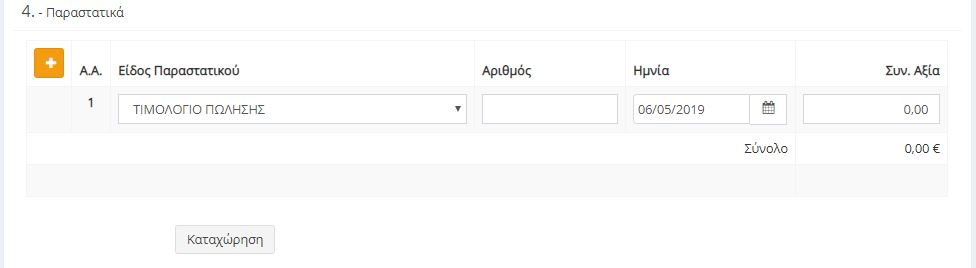 4. - Παραστατικά
+ Α.Α. Είδος Παραστατικού Αριθμός Ημνία Συν. Αξία
1 ΤΙΜΟΛΟΓΙΟ ΠΩΛΗΣΗΣ 06/05/2019 0,00
Σύνολο 0,00 €
Καταχώρηση